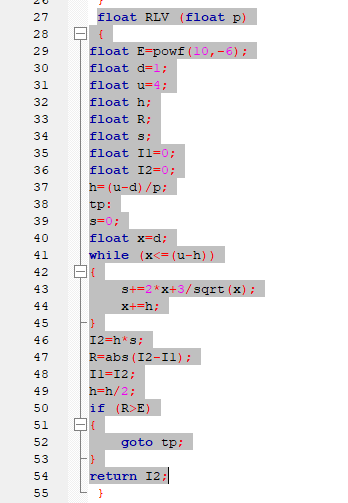 27 float RLV (float p)
28 {
29 float E=powf(10,-6);
30 float d=1;
31 float u=4;
32 float h;
33 float R;
34 float s;
35 float I1=0;
36 float I2=0;
37 h=(u-d)/p;
38 tp:
39 s=0;
40 float x=d;
41 while (x<=(u-h))
42 {
43 s+=2*x+3/sqrt(x);
44 x+=h;
45 }
46 I2=h*s;
47 R=abs(I2-I1);
48 I1=I2;
49 h=h/2;
50 if (R>E)
51 {
52 goto tp;
53 }
54 return I2;
55 }